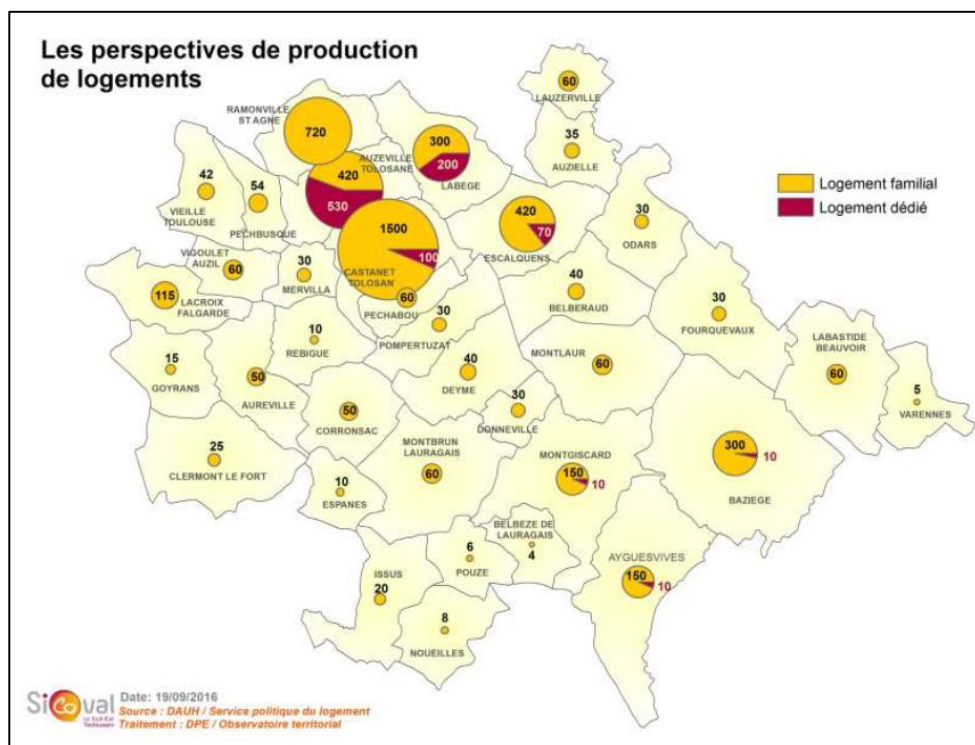 Les perspectives de production
de logements
60
LAUZERVILLE
RAMONVILLE
ST AGNE
720
35
AUZIELLE
300
200
LABEGE
AUZEVILLE
TOLOSANE
420
530
Logement familial
Logement dédié
42
VIEILLE
TOULOUSE
54
PECHBUSQUE
420
70
ESCALQUENS
30
ODARS
1500
100
CASTANET
TOLOSAN
VIGOULET
AUZIL
60
30
MERVILLA
40
BELBERAUD
30
FOURQUEVAUX
115
LACROIX
FALGARDE
60
PECHABOU
30
POMPERTUZAT
10
REBIGUE
LABASTIDE
BEAUVOIR
60
5
VARENNES
15
GOYRANS
50
AUREVILLE
40
DEYME
MONTLAUR
60
50
CORRONSAC
30
DONNEVILLE
25
CLERMONT LE FORT
MONTBRUN
LAURAGAIS
60
MONTGISCARD
150
10
300
10
BAZIEGE
10
ESPANES
BELBEZE DE
LAURAGAIS
4
6
POUZE
AYGUESVIVES
150
10
ISSUS
20
8
NOUEILLES
Sicoval
Date: 19/09/2016
Source : DAUH / Service politique du logement
Traitement : DPE / Observatoire territorial